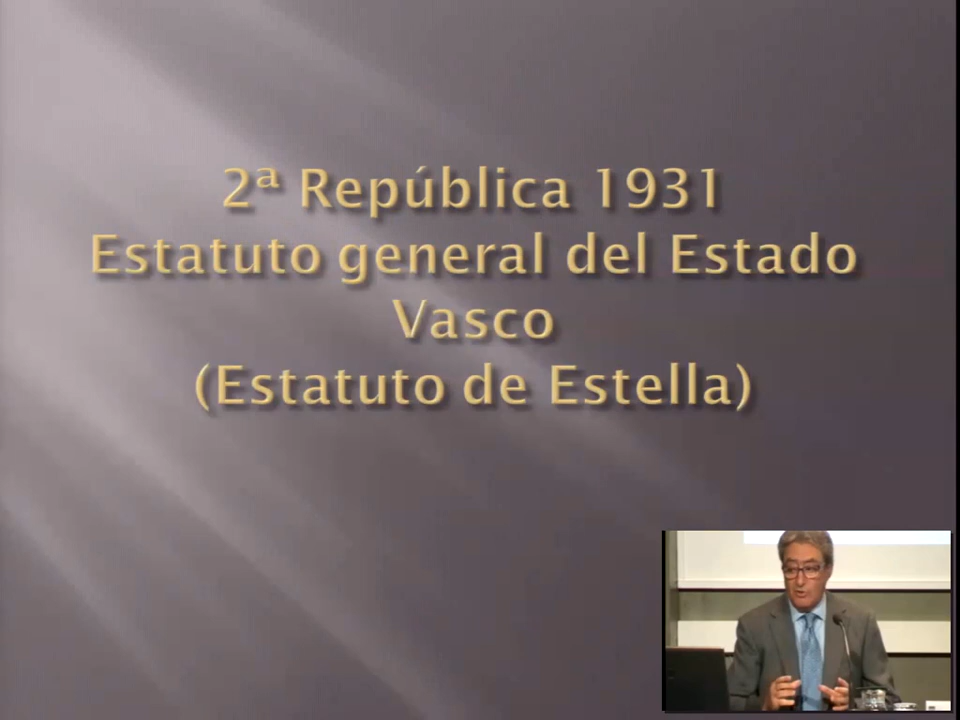 2ª República 1931
Estatuto general del Estado
Vasco
(Estatuto de Estella)